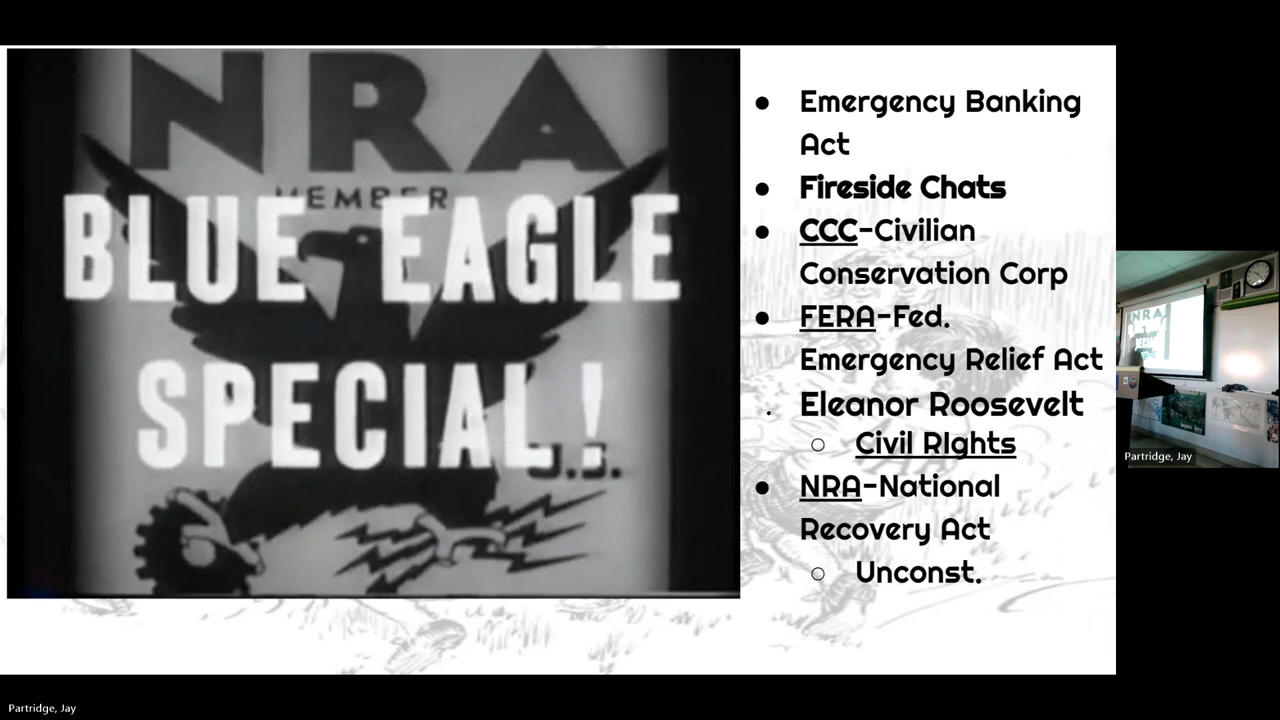 NRA
MEMBER
BLUE EAGLE
SPECIAL!
U.S.
● Emergency Banking
Act
● Fireside Chats
● CCC-Civilian
Conservation Corp
● FERA-Fed.
Emergency Relief Act
. Eleanor Roosevelt
○ Civil RIghts
● NRA-National
Recovery Act
○ Unconst.
NRA
Partridge, Jay
Partridge, Jay